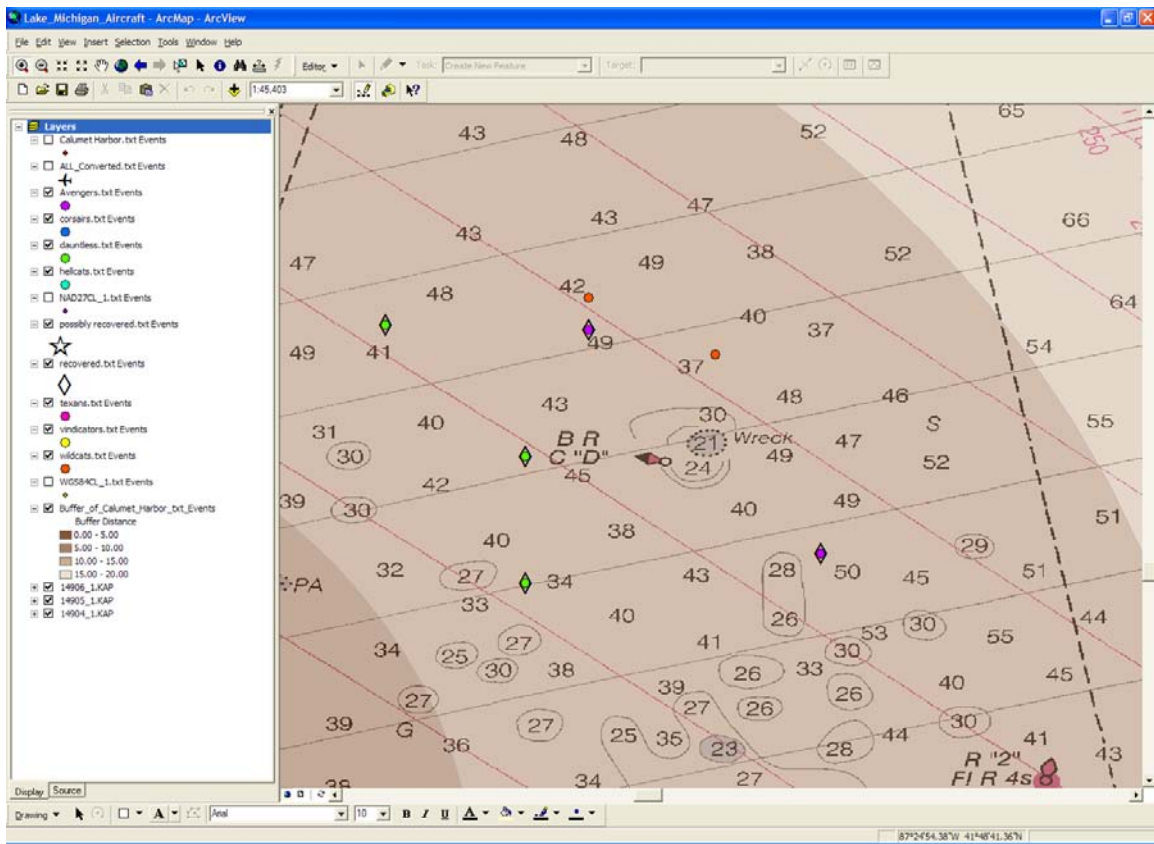 Lake_Michigan_Aircraft - ArcMap - ArcView
File Edit View Insert Selection Tools Window Help
Editor Task: Create New Feature Target:
1:45,403
Layers
Calumet Harbor.txt Events
ALL_Converted.txt Events
Avengers.txt Events
corsairs.txt Events
dauntless.txt Events
hellcats.txt Events
NAD27CL_1.txt Events
possibly recovered.txt Events
recovered.txt Events
texans.txt Events
vindicators.txt Events
wildcats.txt Events
WGS84CL_1.txt Events
Buffer_of_Calumet_Harbor_txt_Events
Buffer Distance
0.00 - 5.00
5.00 - 10.00
10.00 - 15.00
15.00 - 20.00
14906_1.KAP
14905_1.KAP
14904_1.KAP
65
43 48 52
250
43 47
43 38 52 66
47 49
48 42 64
40 37
49 41 49 54
37
43 48 46
40 30 S 55
31 B R 21 Wreck 47
30 C "D" 24 49 52
42 45
39 30 40 49 51
38
40 29
32 27 34 43 28 50 45 51
PA
33 40 26 53 30 44
34 27 41 30 55
25 30 38 26 33 45
27 39 27 26 26 40
39 G 27 25 35 30
36 23 28 44 41 43
R "2"
38 34 27 Fl R 4s
Display Source
Drawing A Arial 10 B I U A
87°24'54.38"W 41°48'41.36"N